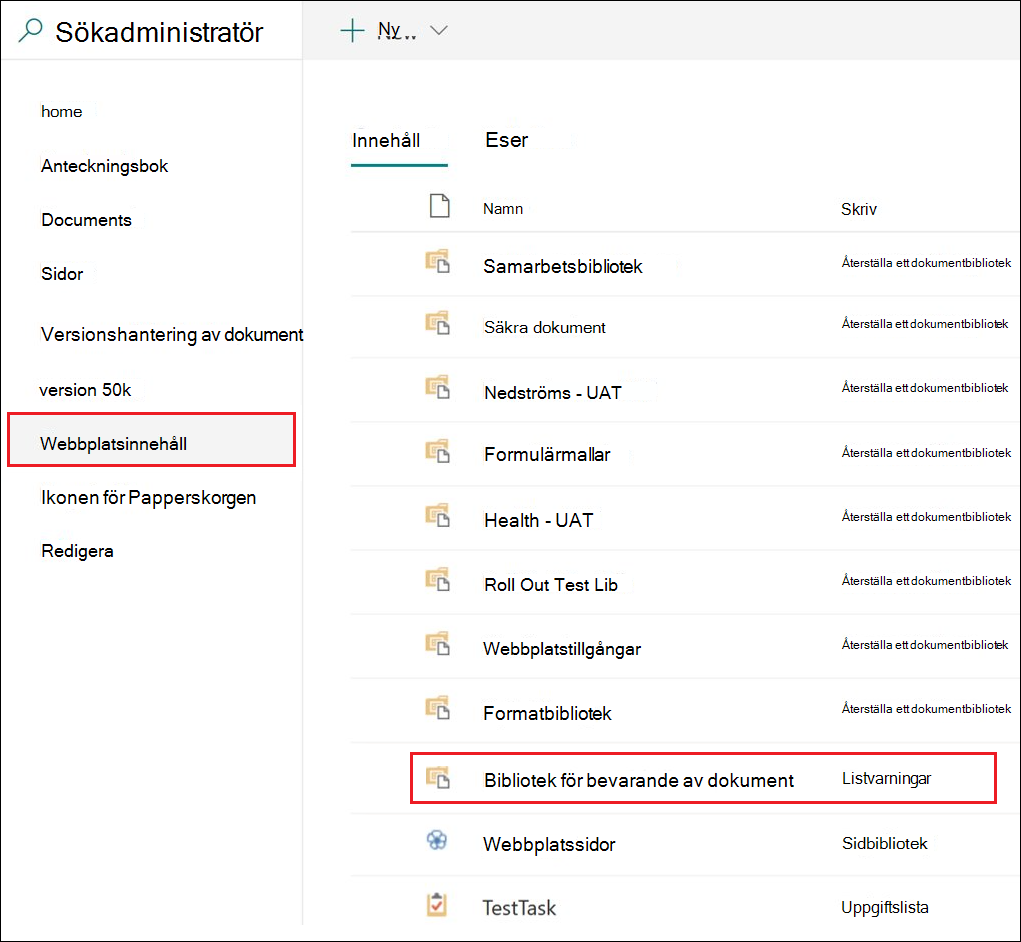 Sökadministratör
Ny...
home
Anteckningsbok
Documents
Sidor
Versionshantering av dokument
version 50k
Webbplatsinnehåll
Ikonen för Papperskorgen
Redigera
Innehåll Eser
Namn Skriv
Samarbetsbibliotek Återställa ett dokumentbibliotek
Säkra dokument Återställa ett dokumentbibliotek
Nedströms - UAT Återställa ett dokumentbibliotek
Formulärmallar Återställa ett dokumentbibliotek
Health - UAT Återställa ett dokumentbibliotek
Roll Out Test Lib Återställa ett dokumentbibliotek
Webbplatstillgångar Återställa ett dokumentbibliotek
Formatbibliotek Återställa ett dokumentbibliotek
Bibliotek för bevarande av dokument Listvarningar
Webbplatssidor Sidbibliotek
TestTask Uppgiftslista